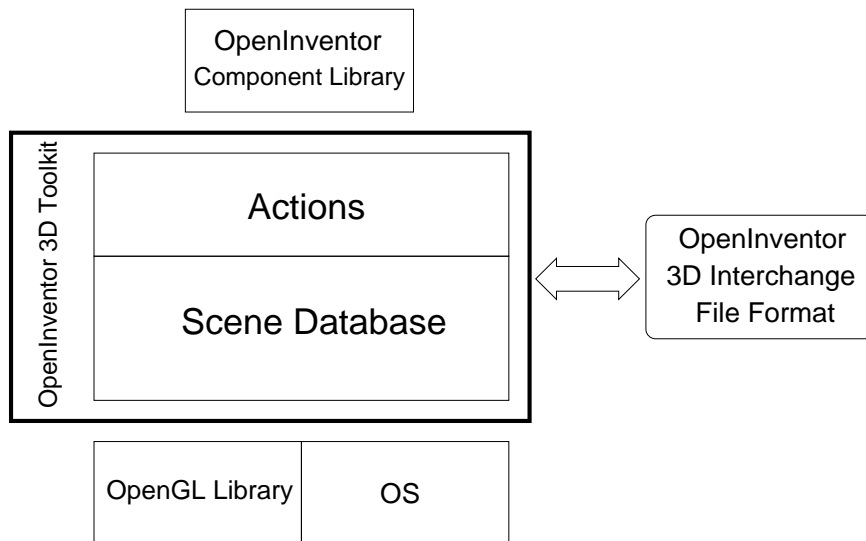 OpenInventor
Component Library
OpenInventor 3D Toolkit
Actions
Scene Database
OpenInventor
3D Interchange
File Format
OpenGL Library
OS